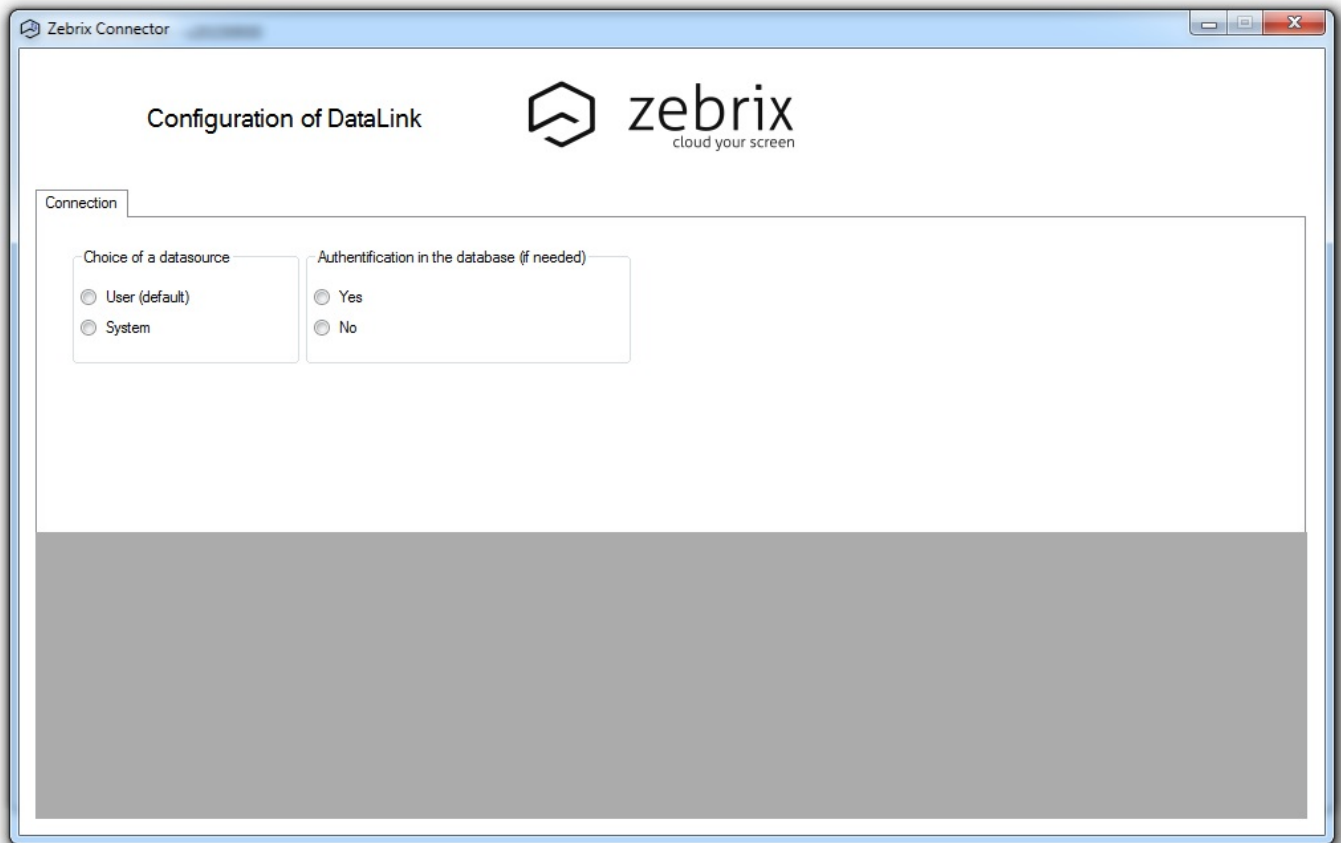 Zebrix Connector
Configuration of DataLink
zebrix
cloud your screen
Connection
Choice of a datasource
User (default)
System
Authentification in the database (if needed)
Yes
No